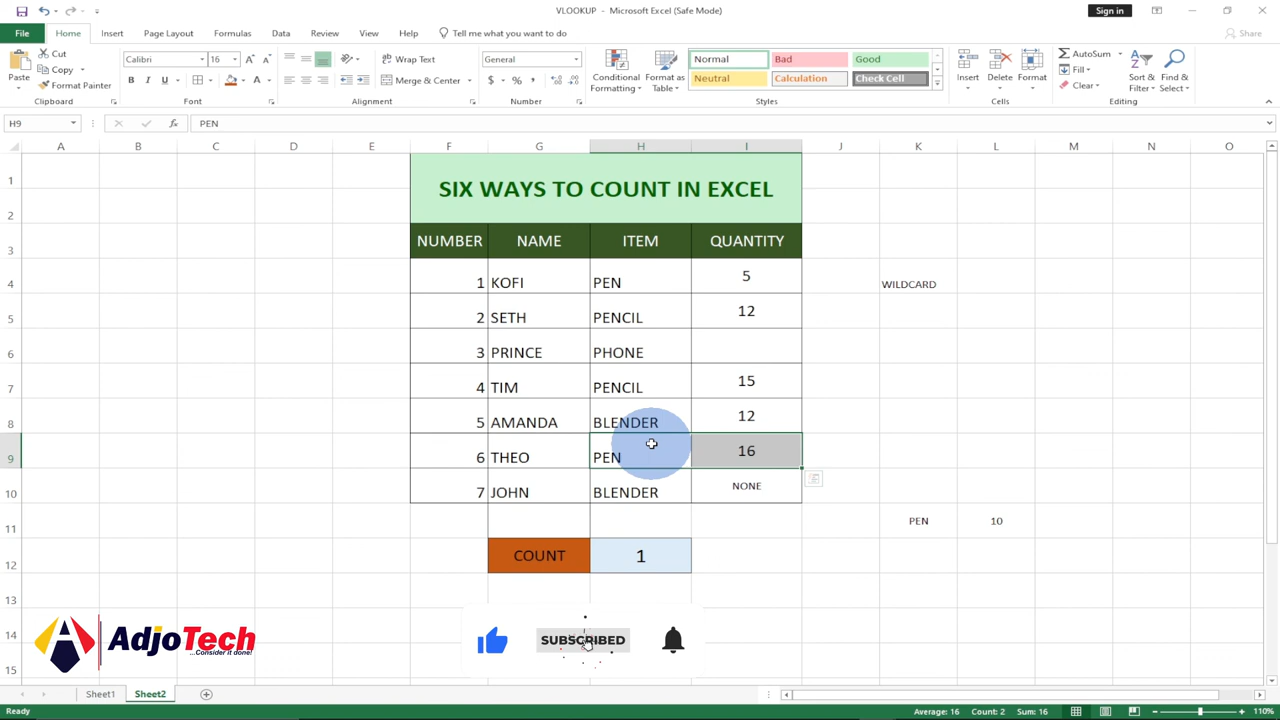 VLOOKUP - Microsoft Excel (Safe Mode)
Sign in
File Home Insert Page Layout Formulas Data Review View Help Tell me what you want to do Share
Paste
Cut
Copy
Format Painter
Clipboard
Calibri 16
B I U
Font
Wrap Text
Merge & Center
Alignment
General
$ % ,
Number
Conditional Formatting
Format as Table
Normal Bad Good
Neutral Calculation Check Cell
Styles
Insert Delete Format
Cells
AutoSum
Fill
Clear
Sort & Filter
Find & Select
Editing
H9 fx PEN
A B C D E F G H I J K L M N O
1 SIX WAYS TO COUNT IN EXCEL
2
3 NUMBER NAME ITEM QUANTITY
4 1 KOFI PEN 5 WILDCARD
5 2 SETH PENCIL 12
6 3 PRINCE PHONE
7 4 TIM PENCIL 15
8 5 AMANDA BLENDER 12
9 6 THEO PEN 16
10 7 JOHN BLENDER NONE
11 PEN 10
12 COUNT 1
13
14
15
AdjoTech
...Consider it done!
SUBSCRIBED
Sheet1 Sheet2
Ready Average: 16 Count: 2 Sum: 16 110%